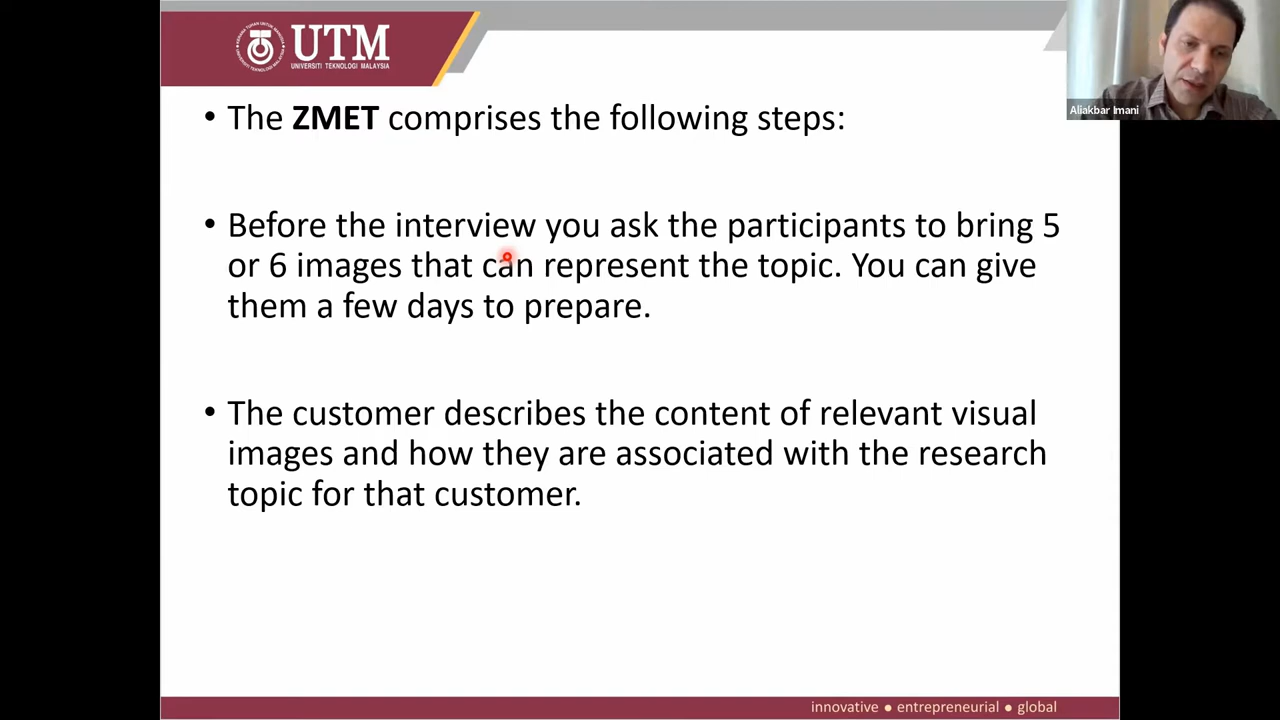 UTM
UNIVERSITI TEKNOLOGI MALAYSIA
Aliakbar Imani
• The ZMET comprises the following steps:
• Before the interview you ask the participants to bring 5
or 6 images that can represent the topic. You can give
them a few days to prepare.
• The customer describes the content of relevant visual
images and how they are associated with the research
topic for that customer.
innovative ● entrepreneurial ● global